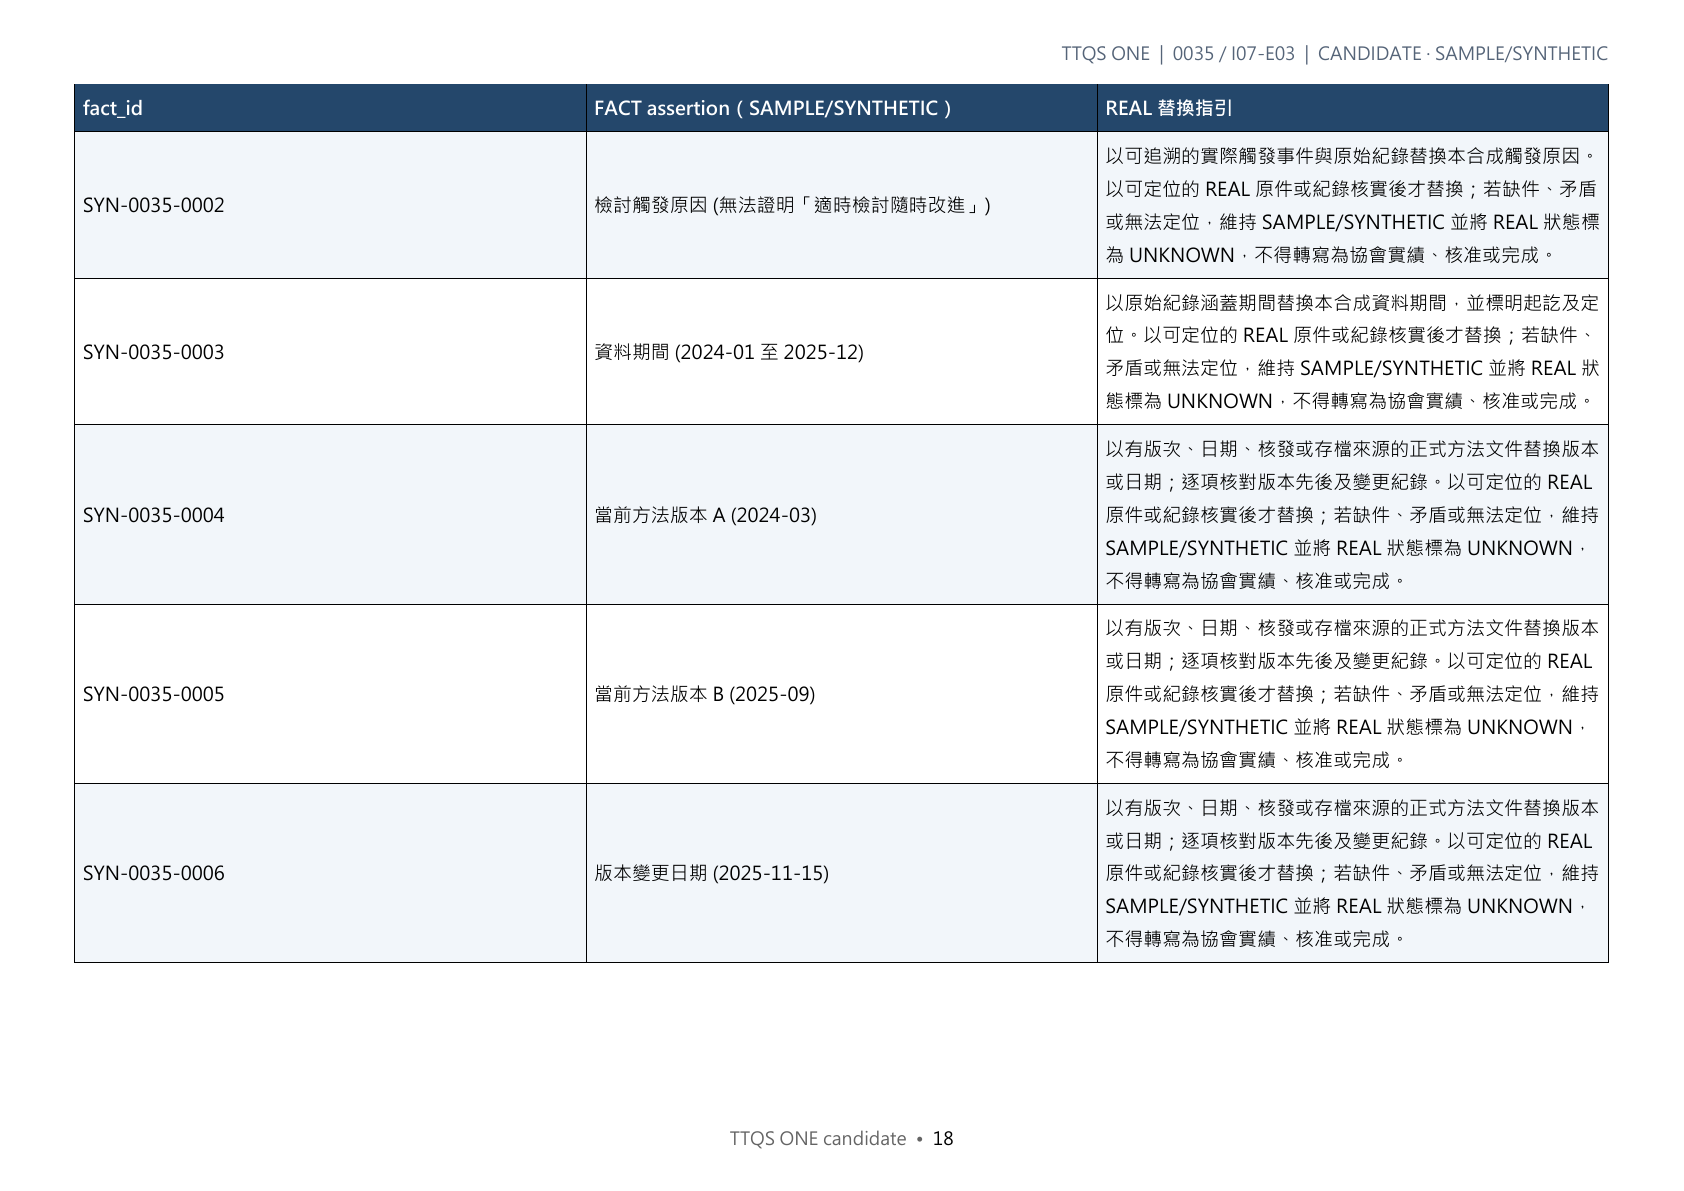 TTQS ONE | 0035 / I07-E03 | CANDIDATE · SAMPLE/SYNTHETIC
fact_id
FACT assertion（SAMPLE/SYNTHETIC）
REAL 替換指引
SYN-0035-0002
檢討觸發原因 (無法證明「適時檢討隨時改進」)
以可追溯的實際觸發事件與原始紀錄替換本合成觸發原因。
以可定位的 REAL 原件或紀錄核實後才替換；若缺件、矛盾
或無法定位，維持 SAMPLE/SYNTHETIC 並將 REAL 狀態標
為 UNKNOWN，不得轉寫為協會實績、核准或完成。
SYN-0035-0003
資料期間 (2024-01 至 2025-12)
以原始紀錄涵蓋期間替換本合成資料期間，並標明起訖及定
位。以可定位的 REAL 原件或紀錄核實後才替換；若缺件、
矛盾或無法定位，維持 SAMPLE/SYNTHETIC 並將 REAL 狀
態標為 UNKNOWN，不得轉寫為協會實績、核准或完成。
SYN-0035-0004
當前方法版本 A (2024-03)
以有版次、日期、核發或存檔來源的正式方法文件替換版本
或日期；逐項核對版本先後及變更紀錄。以可定位的 REAL
原件或紀錄核實後才替換；若缺件、矛盾或無法定位，維持
SAMPLE/SYNTHETIC 並將 REAL 狀態標為 UNKNOWN，
不得轉寫為協會實績、核准或完成。
SYN-0035-0005
當前方法版本 B (2025-09)
以有版次、日期、核發或存檔來源的正式方法文件替換版本
或日期；逐項核對版本先後及變更紀錄。以可定位的 REAL
原件或紀錄核實後才替換；若缺件、矛盾或無法定位，維持
SAMPLE/SYNTHETIC 並將 REAL 狀態標為 UNKNOWN，
不得轉寫為協會實績、核准或完成。
SYN-0035-0006
版本變更日期 (2025-11-15)
以有版次、日期、核發或存檔來源的正式方法文件替換版本
或日期；逐項核對版本先後及變更紀錄。以可定位的 REAL
原件或紀錄核實後才替換；若缺件、矛盾或無法定位，維持
SAMPLE/SYNTHETIC 並將 REAL 狀態標為 UNKNOWN，
不得轉寫為協會實績、核准或完成。
TTQS ONE candidate • 18